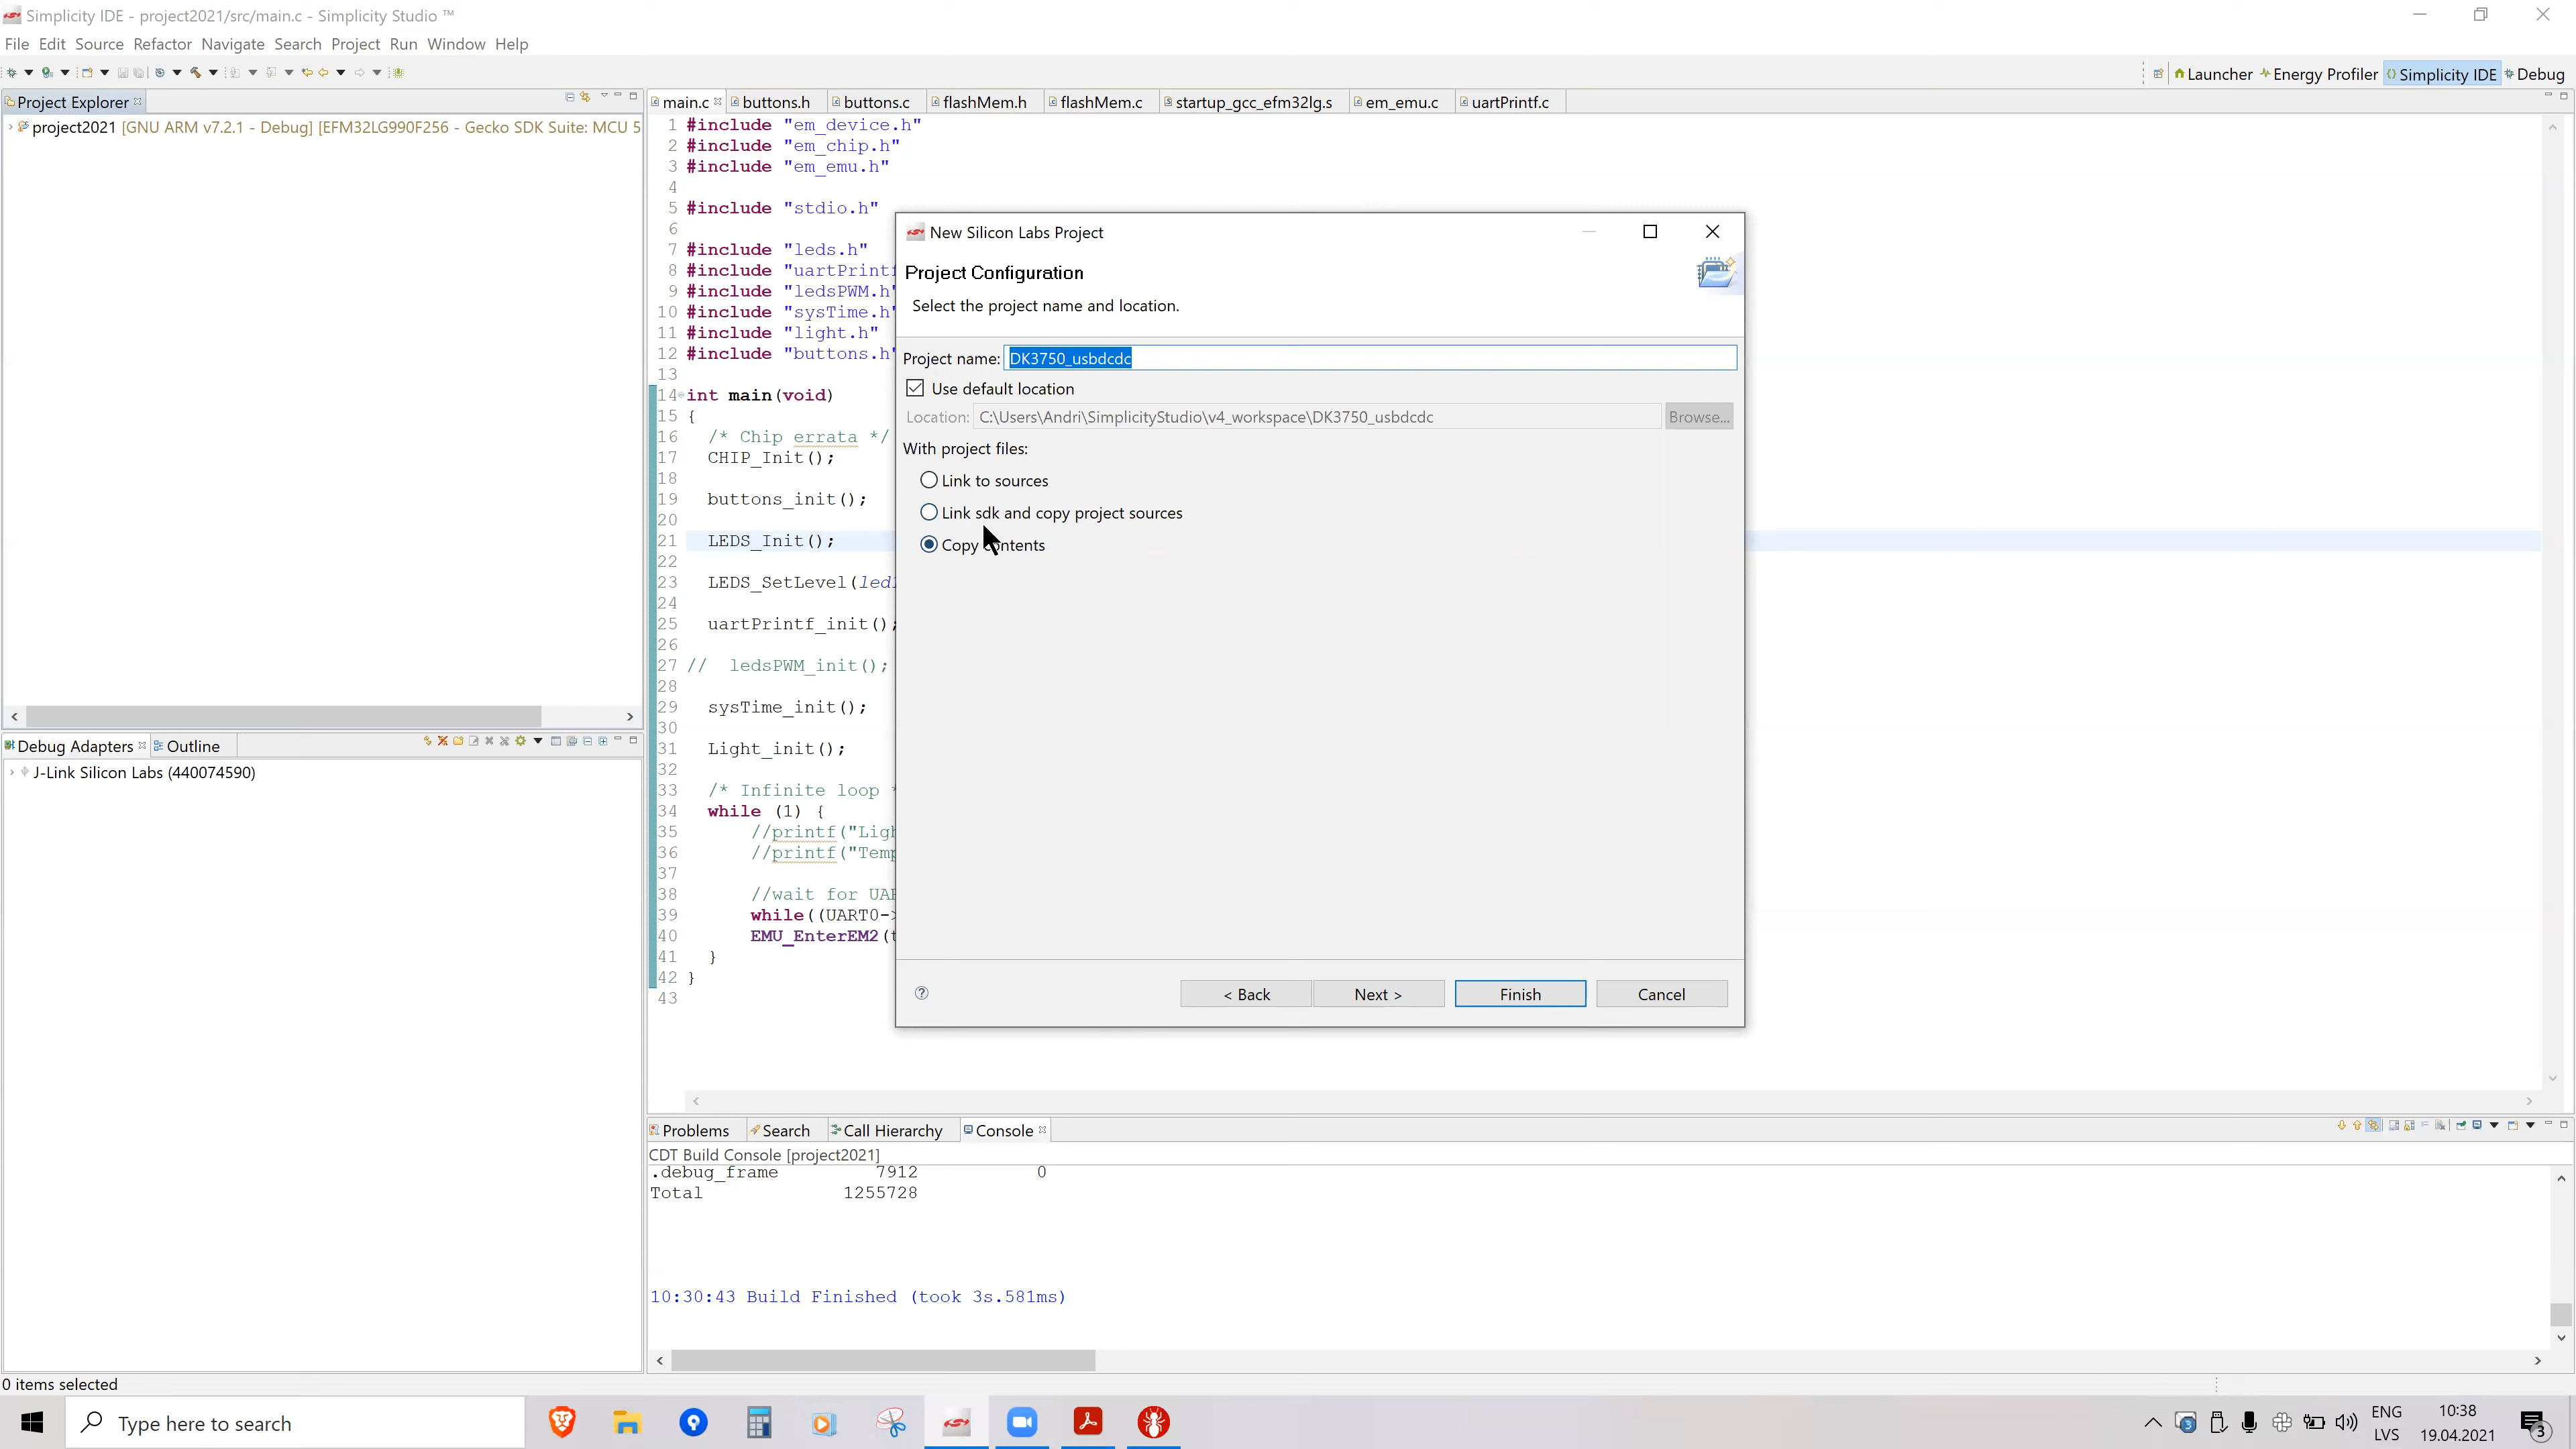 Simplicity IDE - project2021/src/main.c - Simplicity Studio ™
File Edit Source Refactor Navigate Search Project Run Window Help
Launcher Energy Profiler Simplicity IDE Debug
Project Explorer
project2021 [GNU ARM v7.2.1 - Debug] [EFM32LG990F256 - Gecko SDK Suite: MCU 5
main.c buttons.h buttons.c flashMem.h flashMem.c startup_gcc_efm32lg.s em_emu.c uartPrintf.c
1 #include "em_device.h"
2 #include "em_chip.h"
3 #include "em_emu.h"
4
5 #include "stdio.h"
6
7 #include "leds.h"
8 #include "uartPrintf
9 #include "ledsPWM.h"
10 #include "sysTime.h"
11 #include "light.h"
12 #include "buttons.h"
13
14 int main(void)
15 {
16 /* Chip errata */
17 CHIP_Init();
18
19 buttons_init();
20
21 LEDS_Init();
22
23 LEDS_SetLevel(led
24
25 uartPrintf_init();
26
27 // ledsPWM_init();
28
29 sysTime_init();
30
31 Light_init();
32
33 /* Infinite loop
34 while (1) {
35 //printf("Ligh
36 //printf("Temp
37
38 //wait for UAR
39 while((UART0->
40 EMU_EnterEM2(t
41 }
42 }
43
New Silicon Labs Project
Project Configuration
Select the project name and location.
Project name: DK3750_usbdcdc
Use default location
Location: C:\Users\Andri\SimplicityStudio\v4_workspace\DK3750_usbdcdc Browse...
With project files:
Link to sources
Link sdk and copy project sources
Copy contents
< Back Next > Finish Cancel
Debug Adapters Outline
J-Link Silicon Labs (440074590)
Problems Search Call Hierarchy Console
CDT Build Console [project2021]
.debug_frame 7912 0
Total 1255728
10:30:43 Build Finished (took 3s.581ms)
0 items selected
Type here to search
3
ENG
LVS
10:38
19.04.2021
3